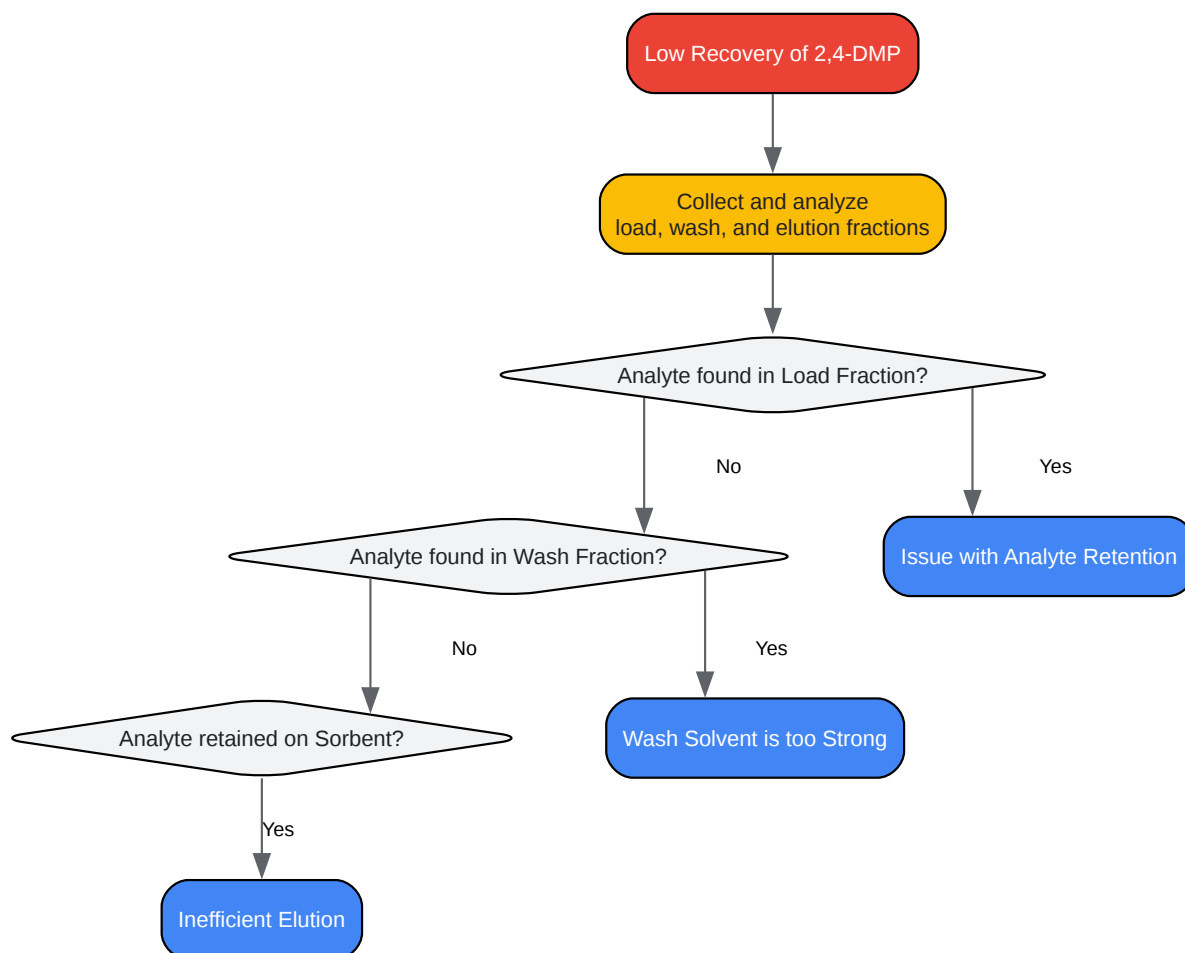 Low Recovery of 2,4-DMP
Collect and analyze
load, wash, and elution fractions
Analyte found in Load Fraction?
No
Yes
Analyte found in Wash Fraction?
Issue with Analyte Retention
No
Yes
Analyte retained on Sorbent?
Wash Solvent is too Strong
Yes
Inefficient Elution